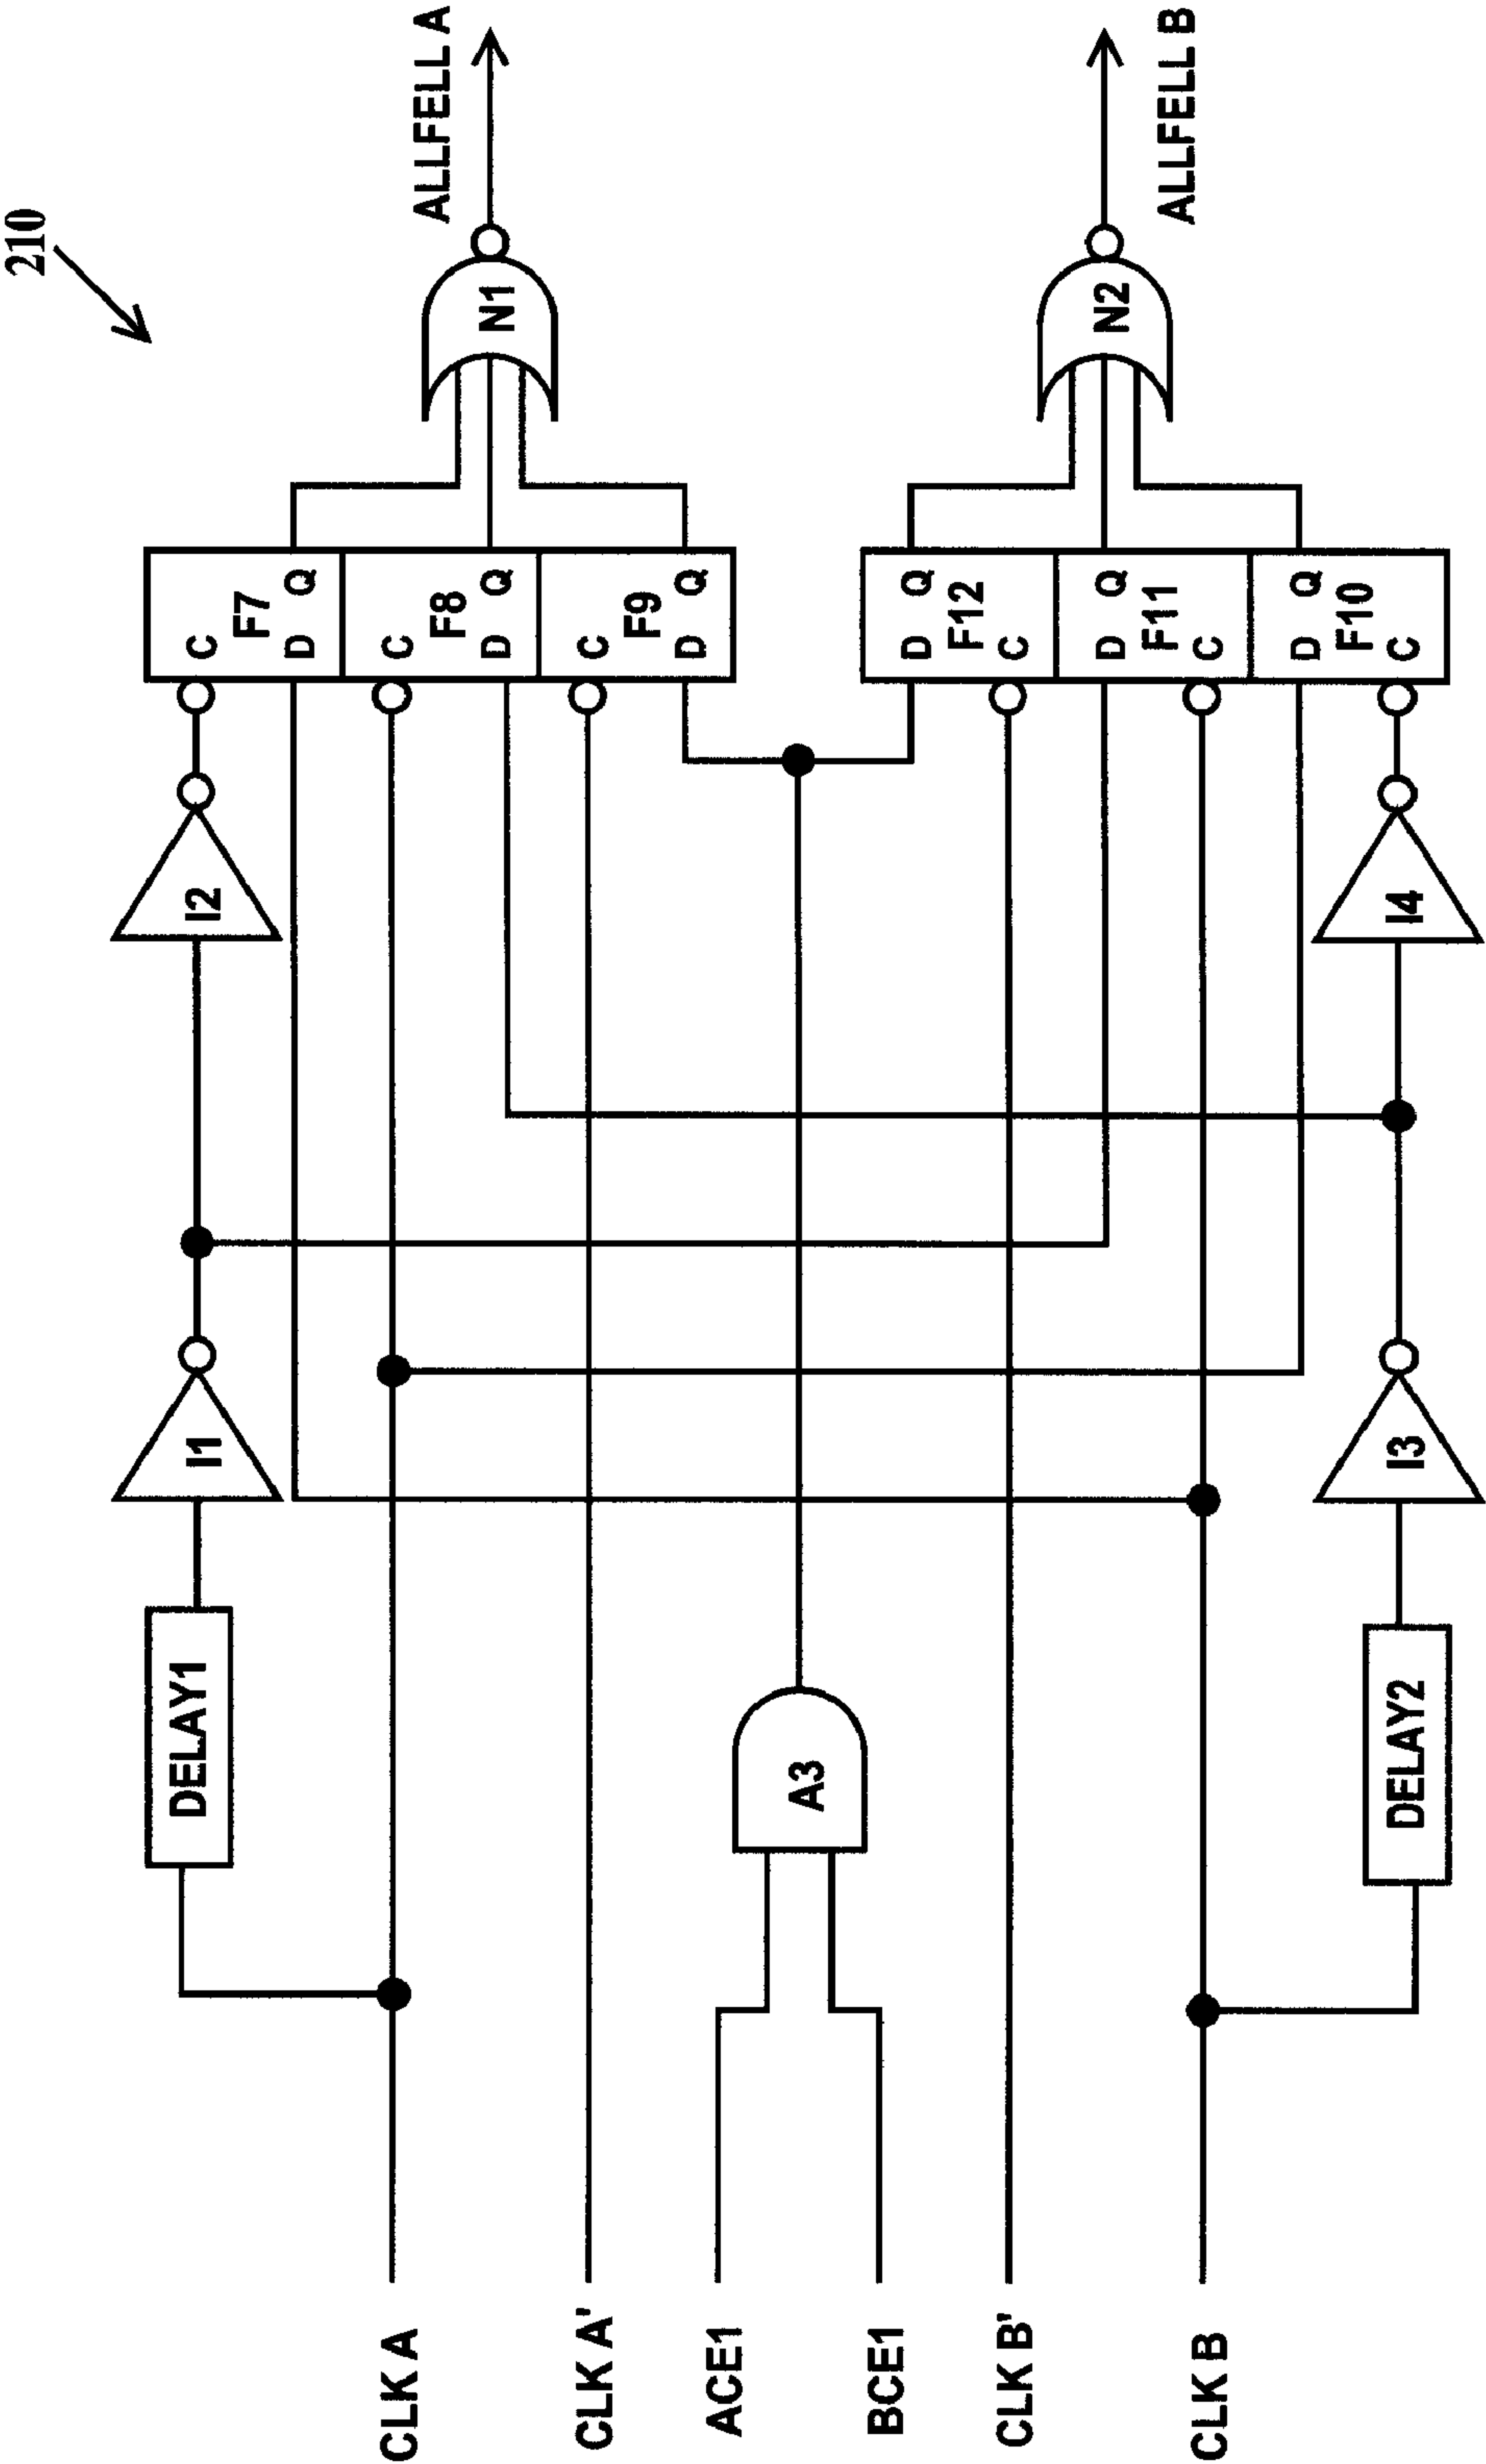 210
CLK A
CLK A'
ACE1
BCE1
CLK B'
CLK B
DELAY1
I1
I2
A3
DELAY2
I3
I4
C
F7
D Q
C
F8
D Q
C
F9
D Q
D Q
F12
C
D Q
F11
C
D Q
F10
C
N1
N2
ALLFELL A
ALLFELL B